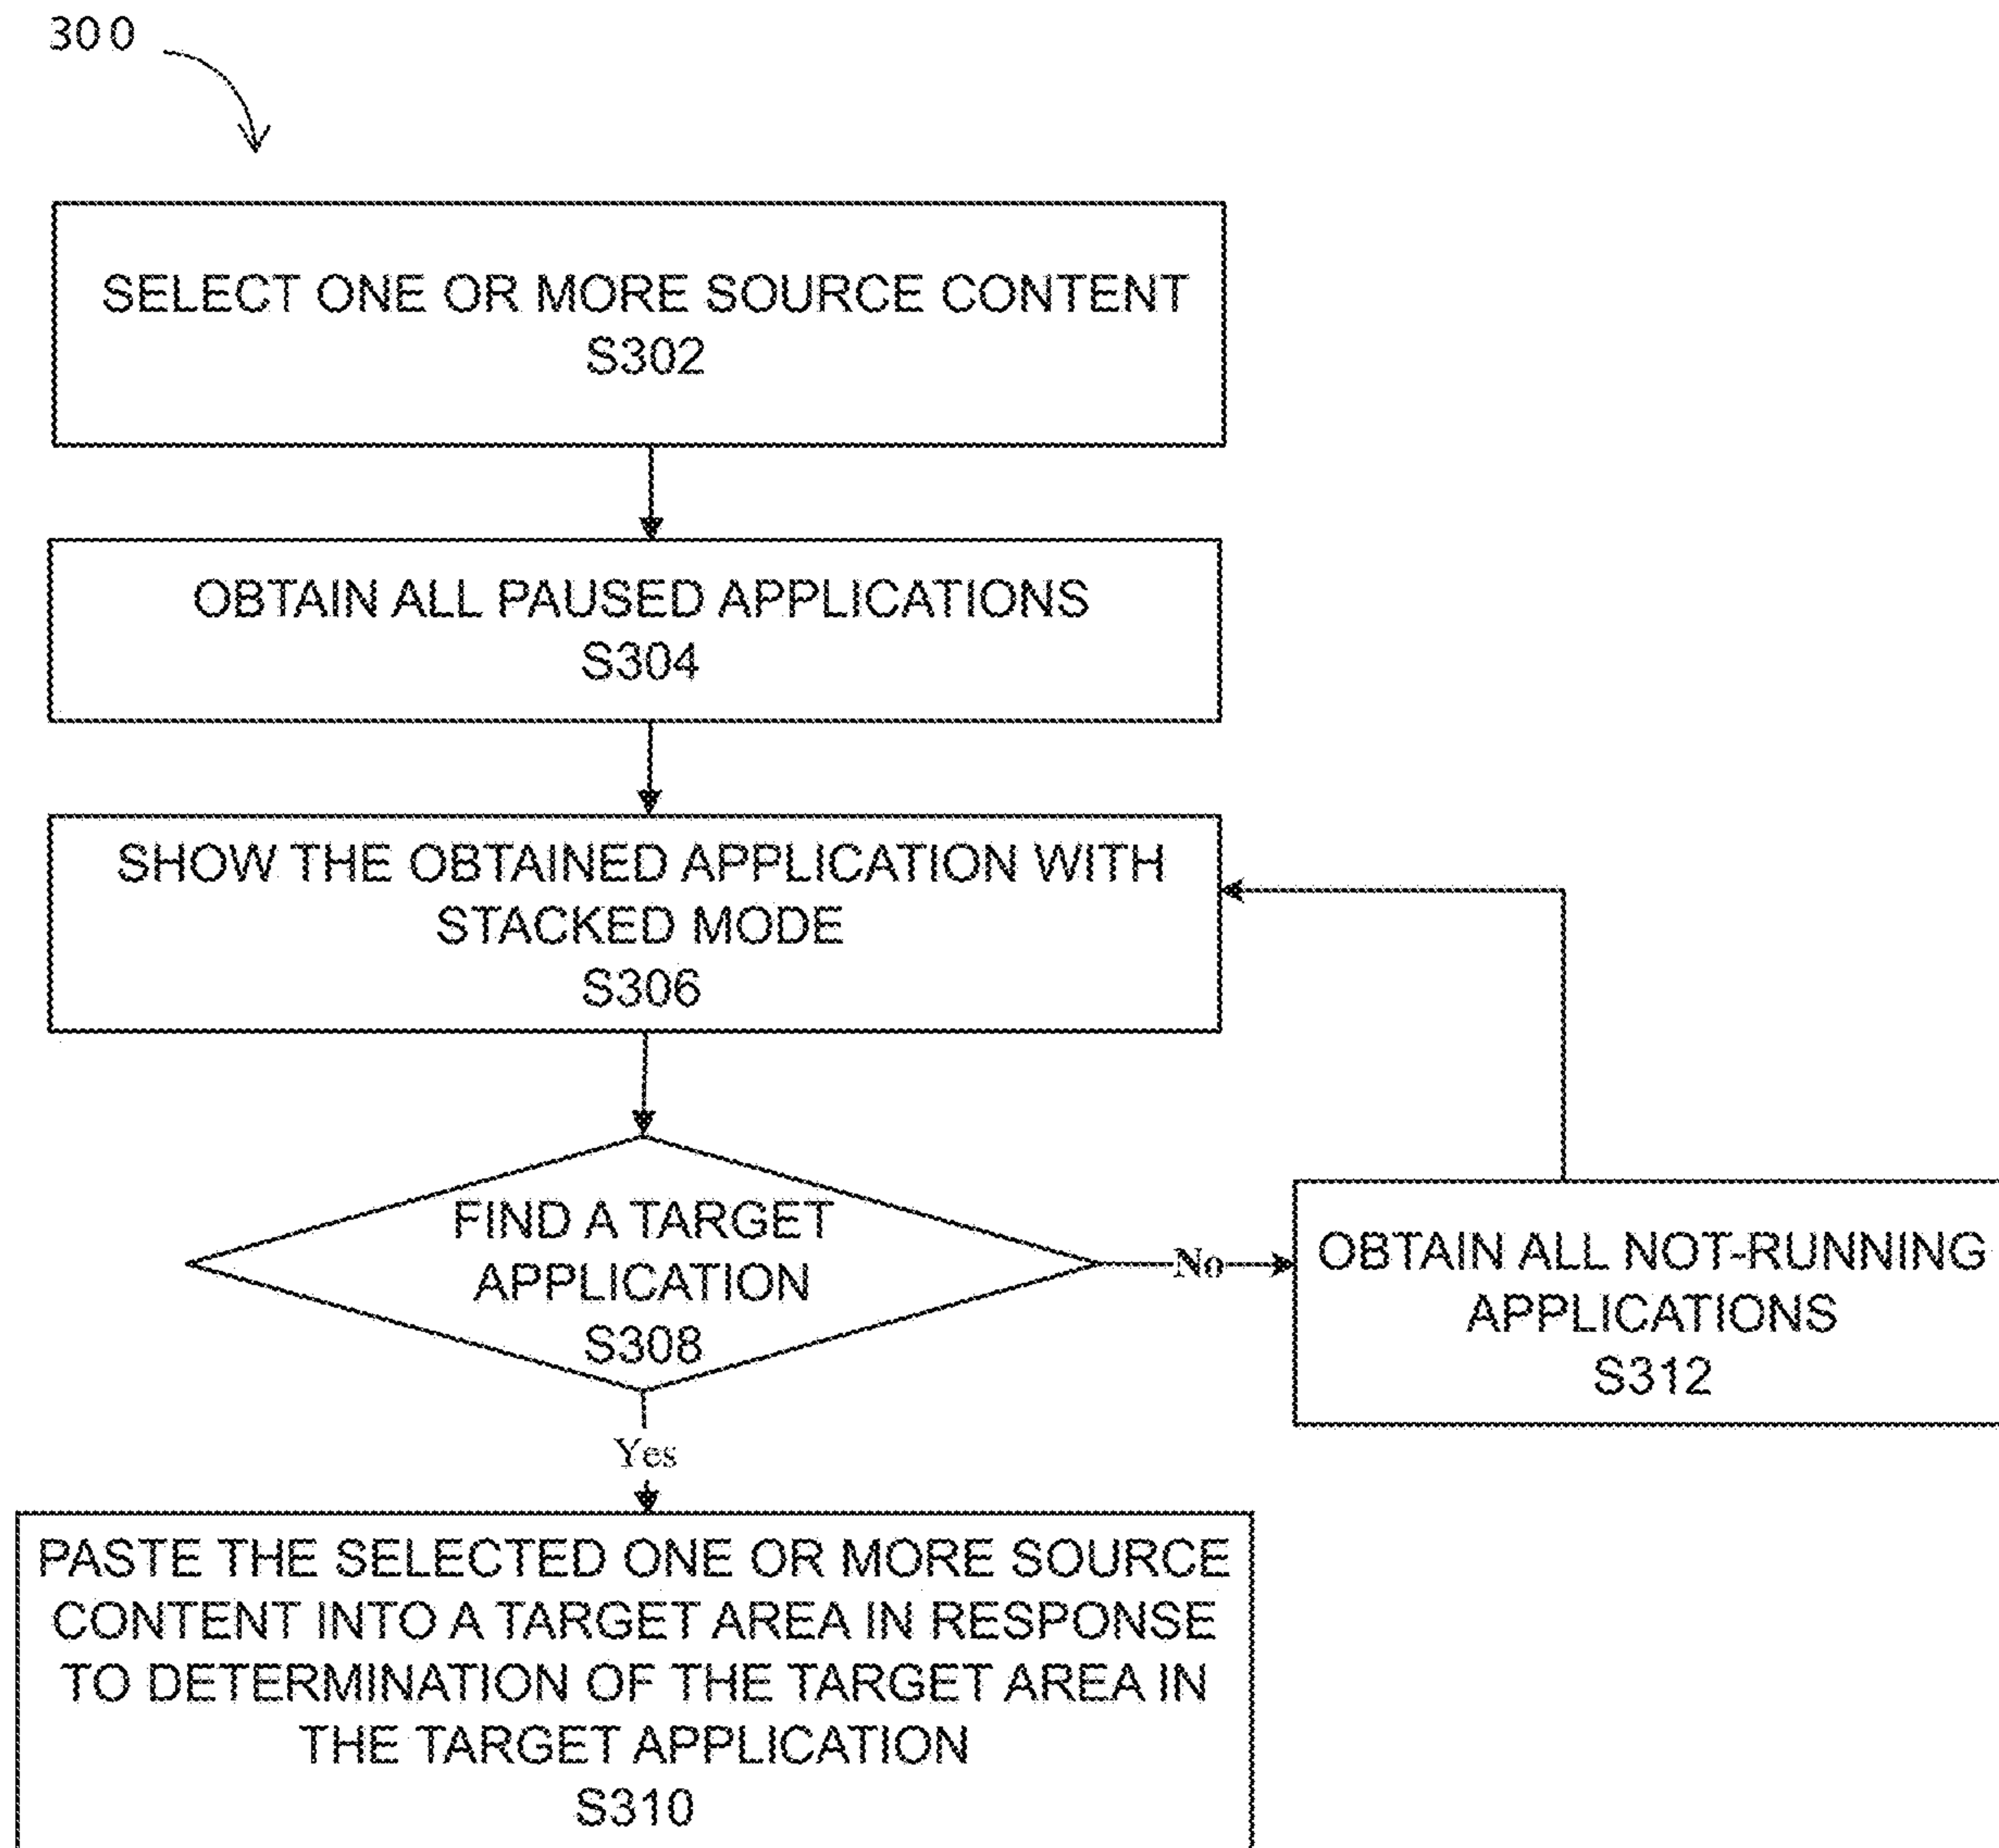 300
SELECT ONE OR MORE SOURCE CONTENT
S302
OBTAIN ALL PAUSED APPLICATIONS
S304
SHOW THE OBTAINED APPLICATION WITH
STACKED MODE
S306
FIND A TARGET
APPLICATION
S308
No
OBTAIN ALL NOT-RUNNING
APPLICATIONS
S312
Yes
PASTE THE SELECTED ONE OR MORE SOURCE
CONTENT INTO A TARGET AREA IN RESPONSE
TO DETERMINATION OF THE TARGET AREA IN
THE TARGET APPLICATION
S310